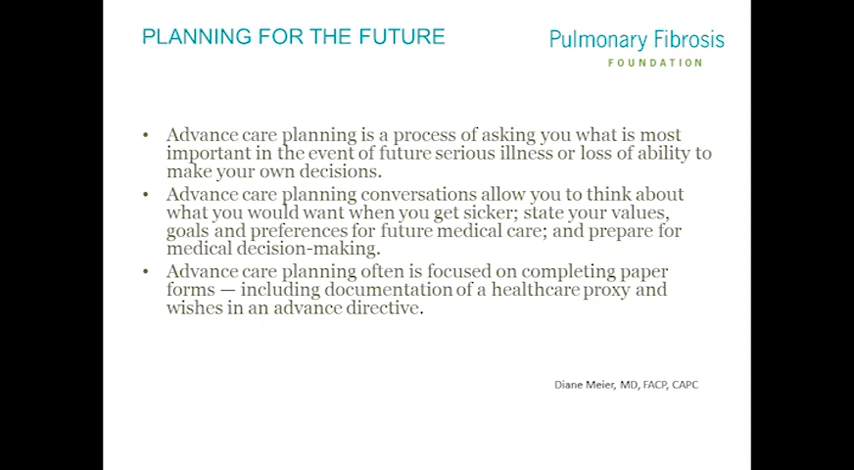 PLANNING FOR THE FUTURE
Pulmonary Fibrosis
FOUNDATION
• Advance care planning is a process of asking you what is most
important in the event of future serious illness or loss of ability to
make your own decisions.
• Advance care planning conversations allow you to think about
what you would want when you get sicker; state your values,
goals and preferences for future medical care; and prepare for
medical decision-making.
• Advance care planning often is focused on completing paper
forms — including documentation of a healthcare proxy and
wishes in an advance directive.
Diane Meier, MD, FACP, CAPC